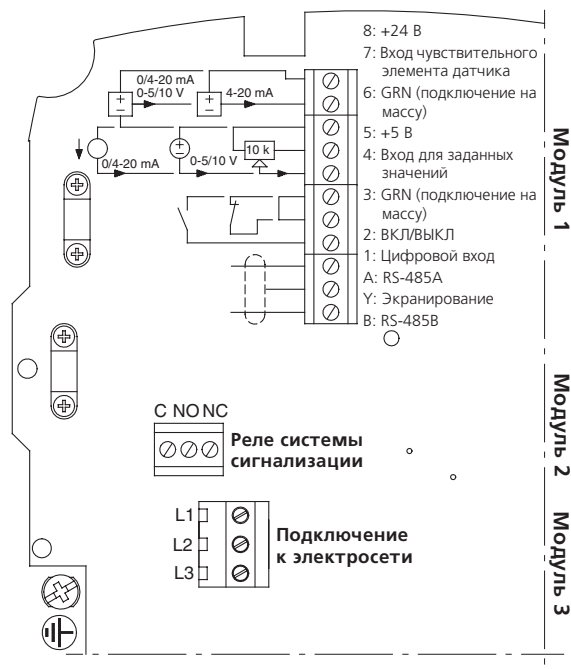 8: +24 В
7: Вход чувствительного
элемента датчика
6: GRN (подключение на
массу)
5: +5 В
4: Вход для заданных
значений
3: GRN (подключение на
массу)
2: ВКЛ/ВЫКЛ
1: Цифровой вход
A: RS-485A
Y: Экранирование
B: RS-485B
0/4-20 mA
0-5/10 V
4-20 mA
0/4-20 mA
0-5/10 V
10 k
Модуль 1
C NO NC
Реле системы
сигнализации
Модуль 2
L1
L2
L3
Подключение
к электросети
Модуль 3